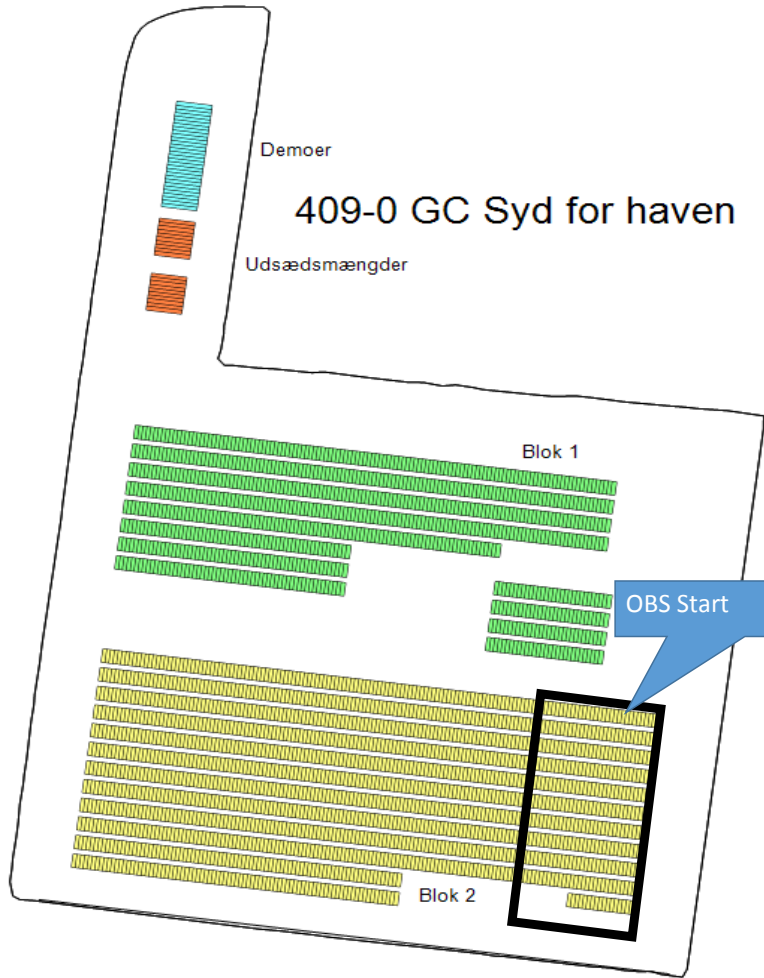 Demoer
409-0 GC Syd for haven
Udsædsmængder
Blok 1
OBS Start
Blok 2